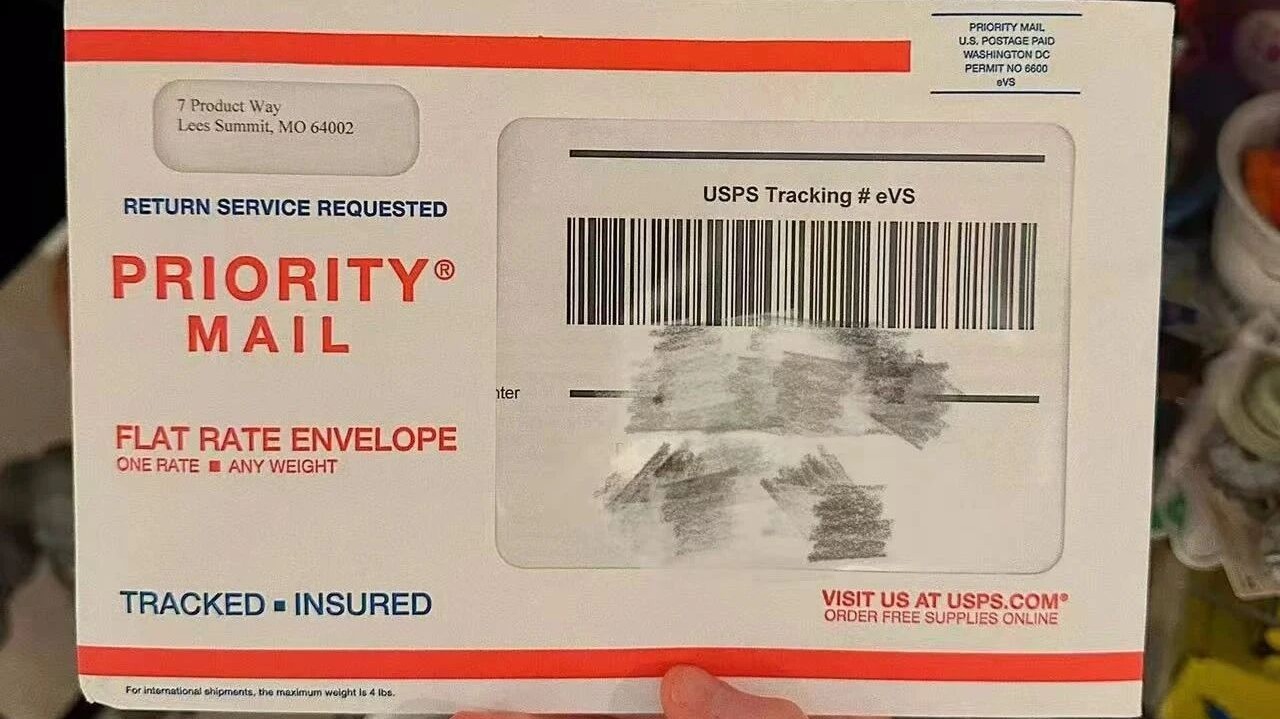 PRIORITY MAIL
U.S. POSTAGE PAID
WASHINGTON DC
PERMIT NO 6600
eVS
7 Product Way
Lees Summit, MO 64002
RETURN SERVICE REQUESTED
PRIORITY®
MAIL
FLAT RATE ENVELOPE
ONE RATE ■ ANY WEIGHT
TRACKED ■ INSURED
USPS Tracking # eVS
nter
VISIT US AT USPS.COM®
ORDER FREE SUPPLIES ONLINE
For international shipments, the maximum weight is 4 lbs.